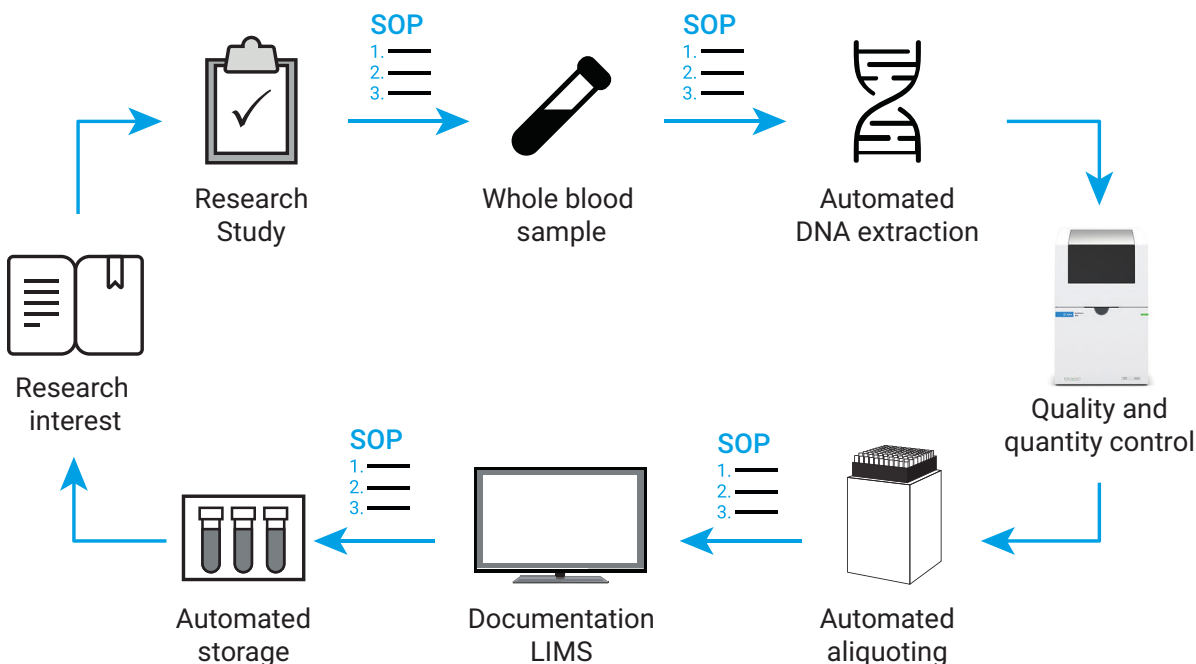 SOP
1.
2.
3.
SOP
1.
2.
3.
Research
Study
Whole blood
sample
Automated
DNA extraction
Research
interest
Quality and
quantity control
SOP
1.
2.
3.
SOP
1.
2.
3.
Automated
storage
Documentation
LIMS
Automated
aliquoting